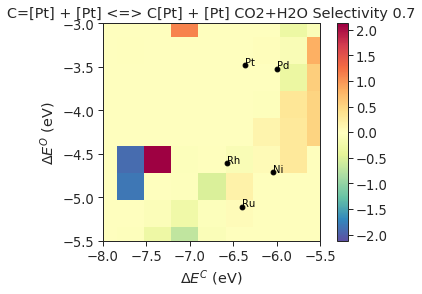 C=[Pt] + [Pt] <=> C[Pt] + [Pt] CO2+H2O Selectivity 0.7
−3.0
−3.5
−4.0
−4.5
−5.0
−5.5
ΔE^O (eV)
Pt
Pd
Rh
Ni
Ru
−8.0 −7.5 −7.0 −6.5 −6.0 −5.5
ΔE^C (eV)
2.0
1.5
1.0
0.5
0.0
−0.5
−1.0
−1.5
−2.0